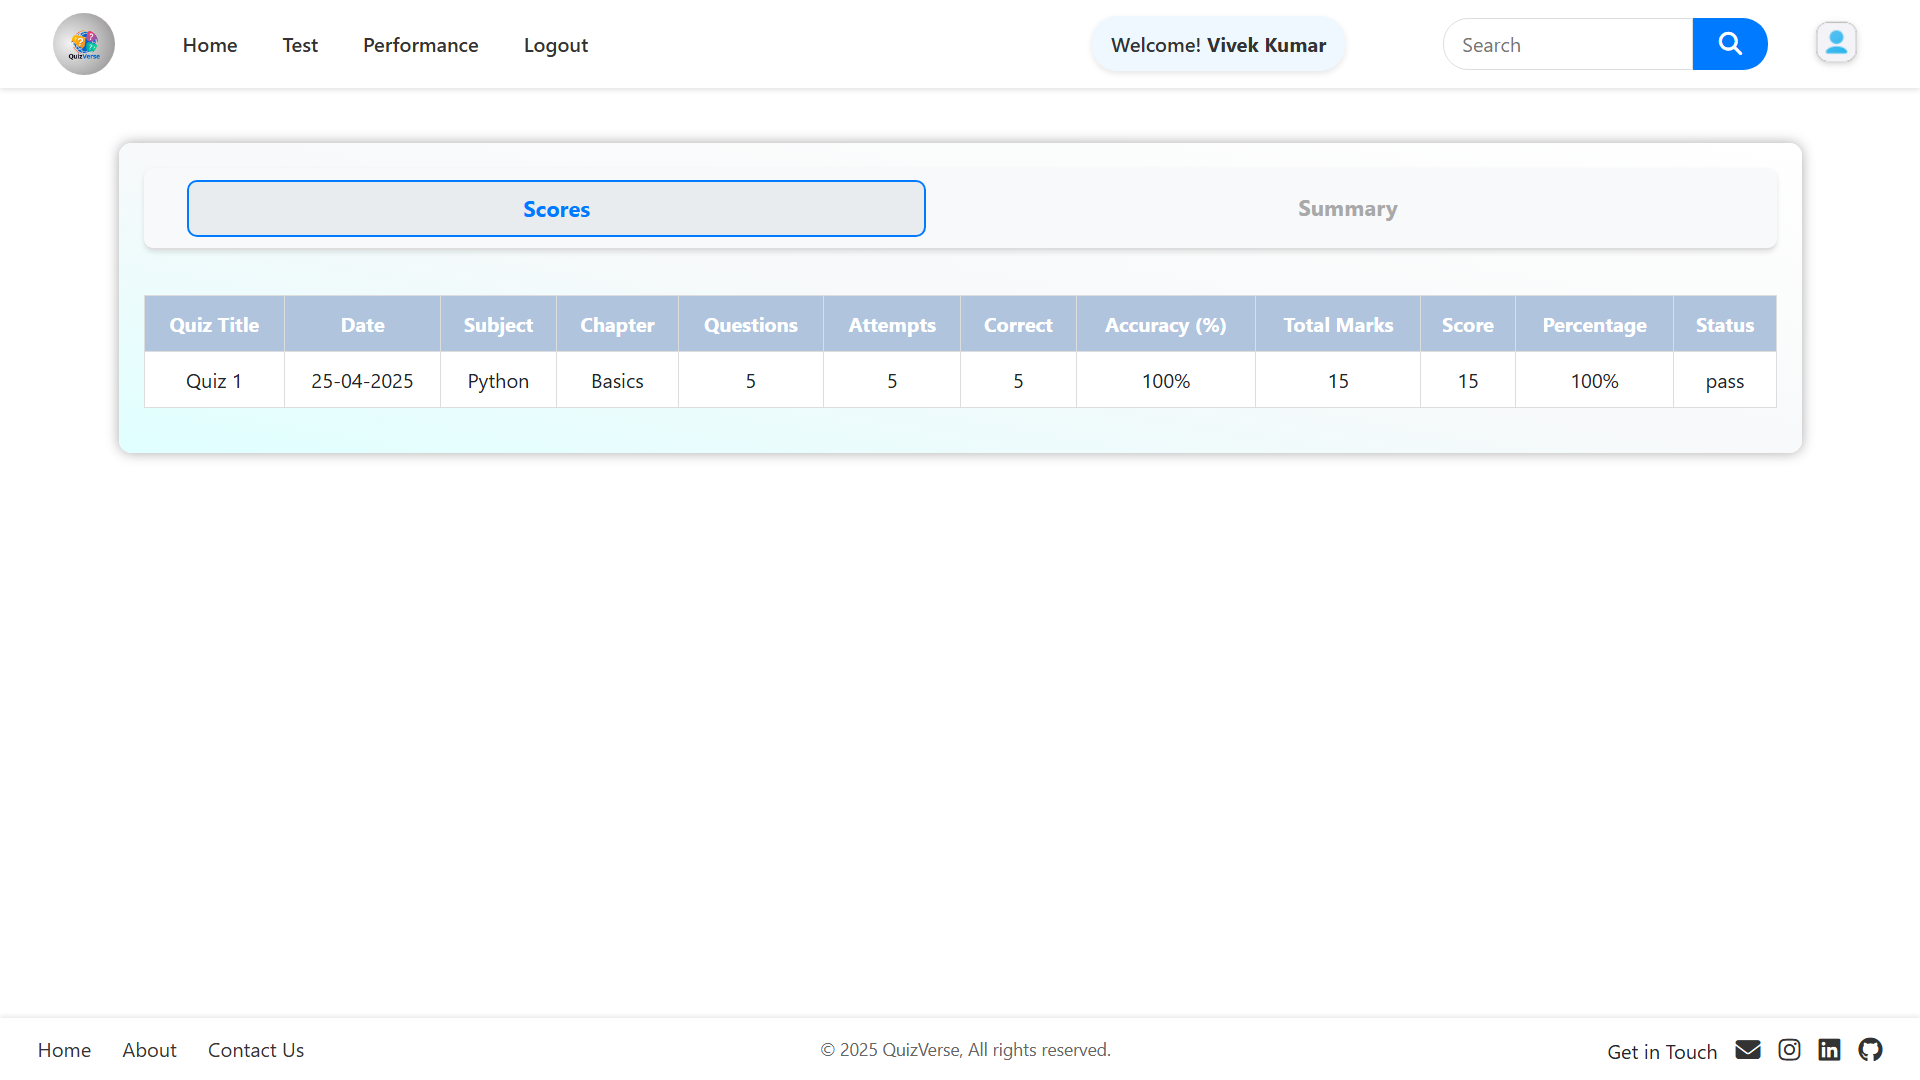 QuizVerse
Home Test Performance Logout Welcome! Vivek Kumar Search
Scores Summary
Quiz Title Date Subject Chapter Questions Attempts Correct Accuracy (%) Total Marks Score Percentage Status
Quiz 1 25-04-2025 Python Basics 5 5 5 100% 15 15 100% pass
Home About Contact Us © 2025 QuizVerse, All rights reserved. Get in Touch